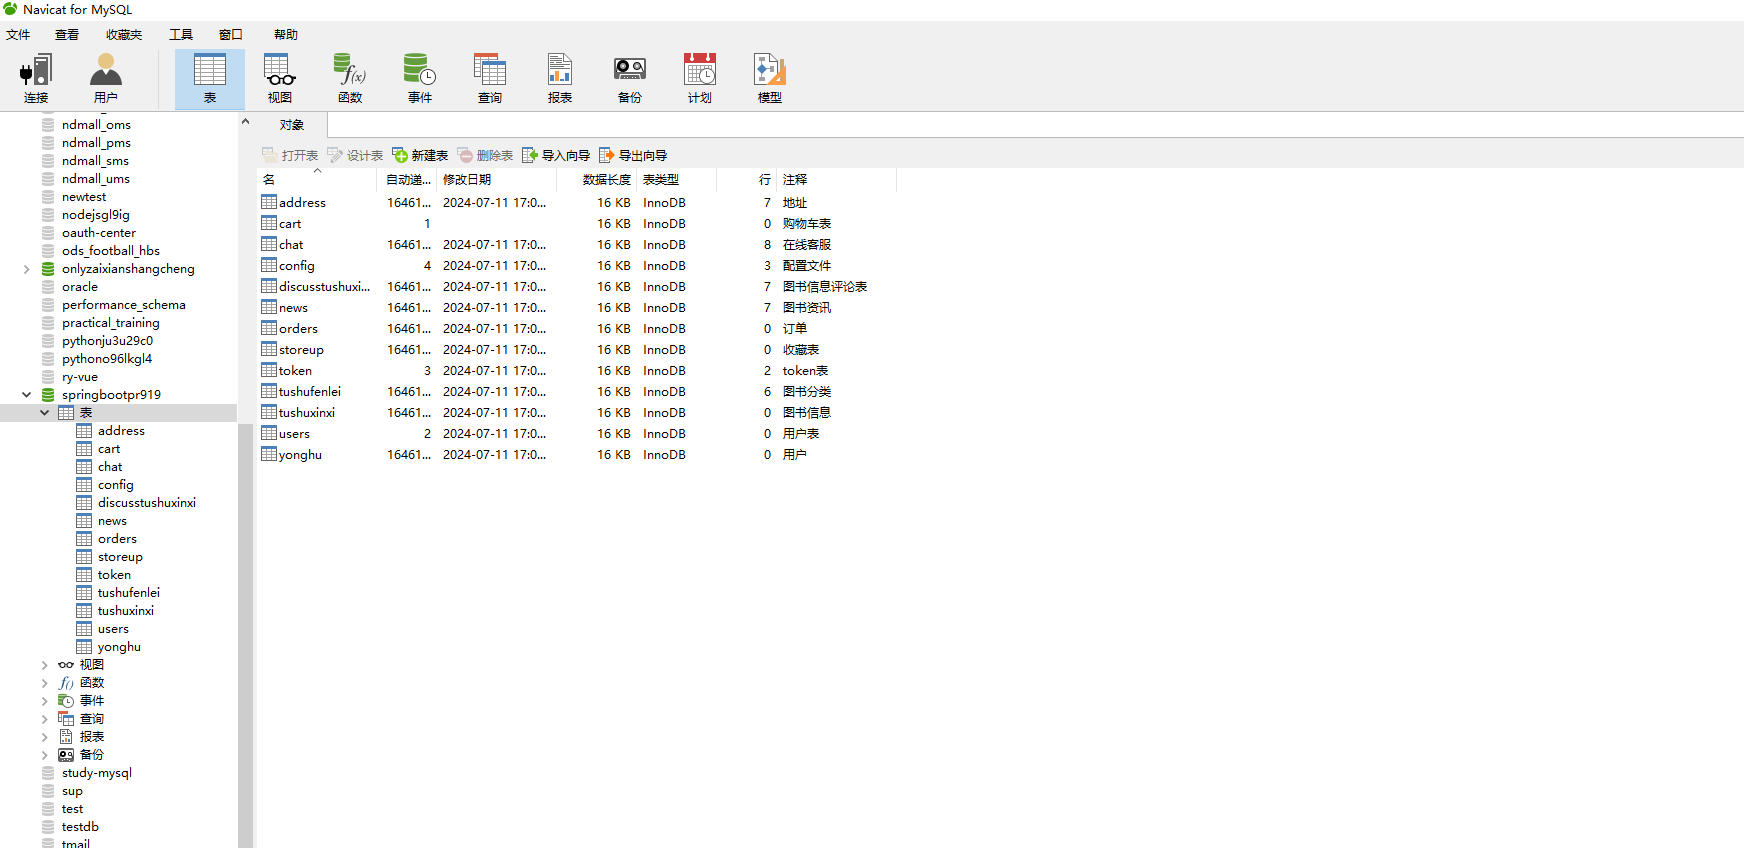 Navicat for MySQL
文件 查看 收藏夹 工具 窗口 帮助
连接 用户 表 视图 函数 事件 查询 报表 备份 计划 模型
ndmall_oms
ndmall_pms
ndmall_sms
ndmall_ums
newtest
nodejsgl9ig
oauth-center
ods_football_hbs
onlyzaixianshangcheng
oracle
performance_schema
practical_training
pythonju3u29c0
pythono96lkgl4
ry-vue
springbootpr919
表
address
cart
chat
config
discusstushuxinxi
news
orders
storeup
token
tushufenlei
tushuxinxi
users
yonghu
视图
函数
事件
查询
报表
备份
study-mysql
sup
test
testdb
tmall
对象
打开表 设计表 新建表 删除表 导入向导 导出向导
名 自动递... 修改日期 数据长度 表类型 行 注释
address 16461... 2024-07-11 17:0... 16 KB InnoDB 7 地址
cart 1 16 KB InnoDB 0 购物车表
chat 16461... 2024-07-11 17:0... 16 KB InnoDB 8 在线客服
config 4 2024-07-11 17:0... 16 KB InnoDB 3 配置文件
discusstushuxi... 16461... 2024-07-11 17:0... 16 KB InnoDB 7 图书信息评论表
news 16461... 2024-07-11 17:0... 16 KB InnoDB 7 图书资讯
orders 16461... 2024-07-11 17:0... 16 KB InnoDB 0 订单
storeup 16461... 2024-07-11 17:0... 16 KB InnoDB 0 收藏表
token 3 2024-07-11 17:0... 16 KB InnoDB 2 token表
tushufenlei 16461... 2024-07-11 17:0... 16 KB InnoDB 6 图书分类
tushuxinxi 16461... 2024-07-11 17:0... 16 KB InnoDB 0 图书信息
users 2 2024-07-11 17:0... 16 KB InnoDB 0 用户表
yonghu 16461... 2024-07-11 17:0... 16 KB InnoDB 0 用户